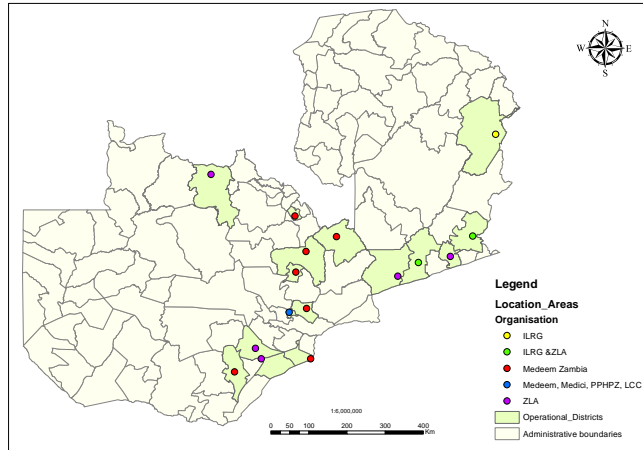 N
W E
S
Legend
Location_Areas
Organisation
ILRG
ILRG &ZLA
Medeem Zambia
Medeem, Medici, PPHPZ, LCC
ZLA
Operational_Districts
Administrative boundaries
1:6,000,000
0 50 100 200 300 400
Km